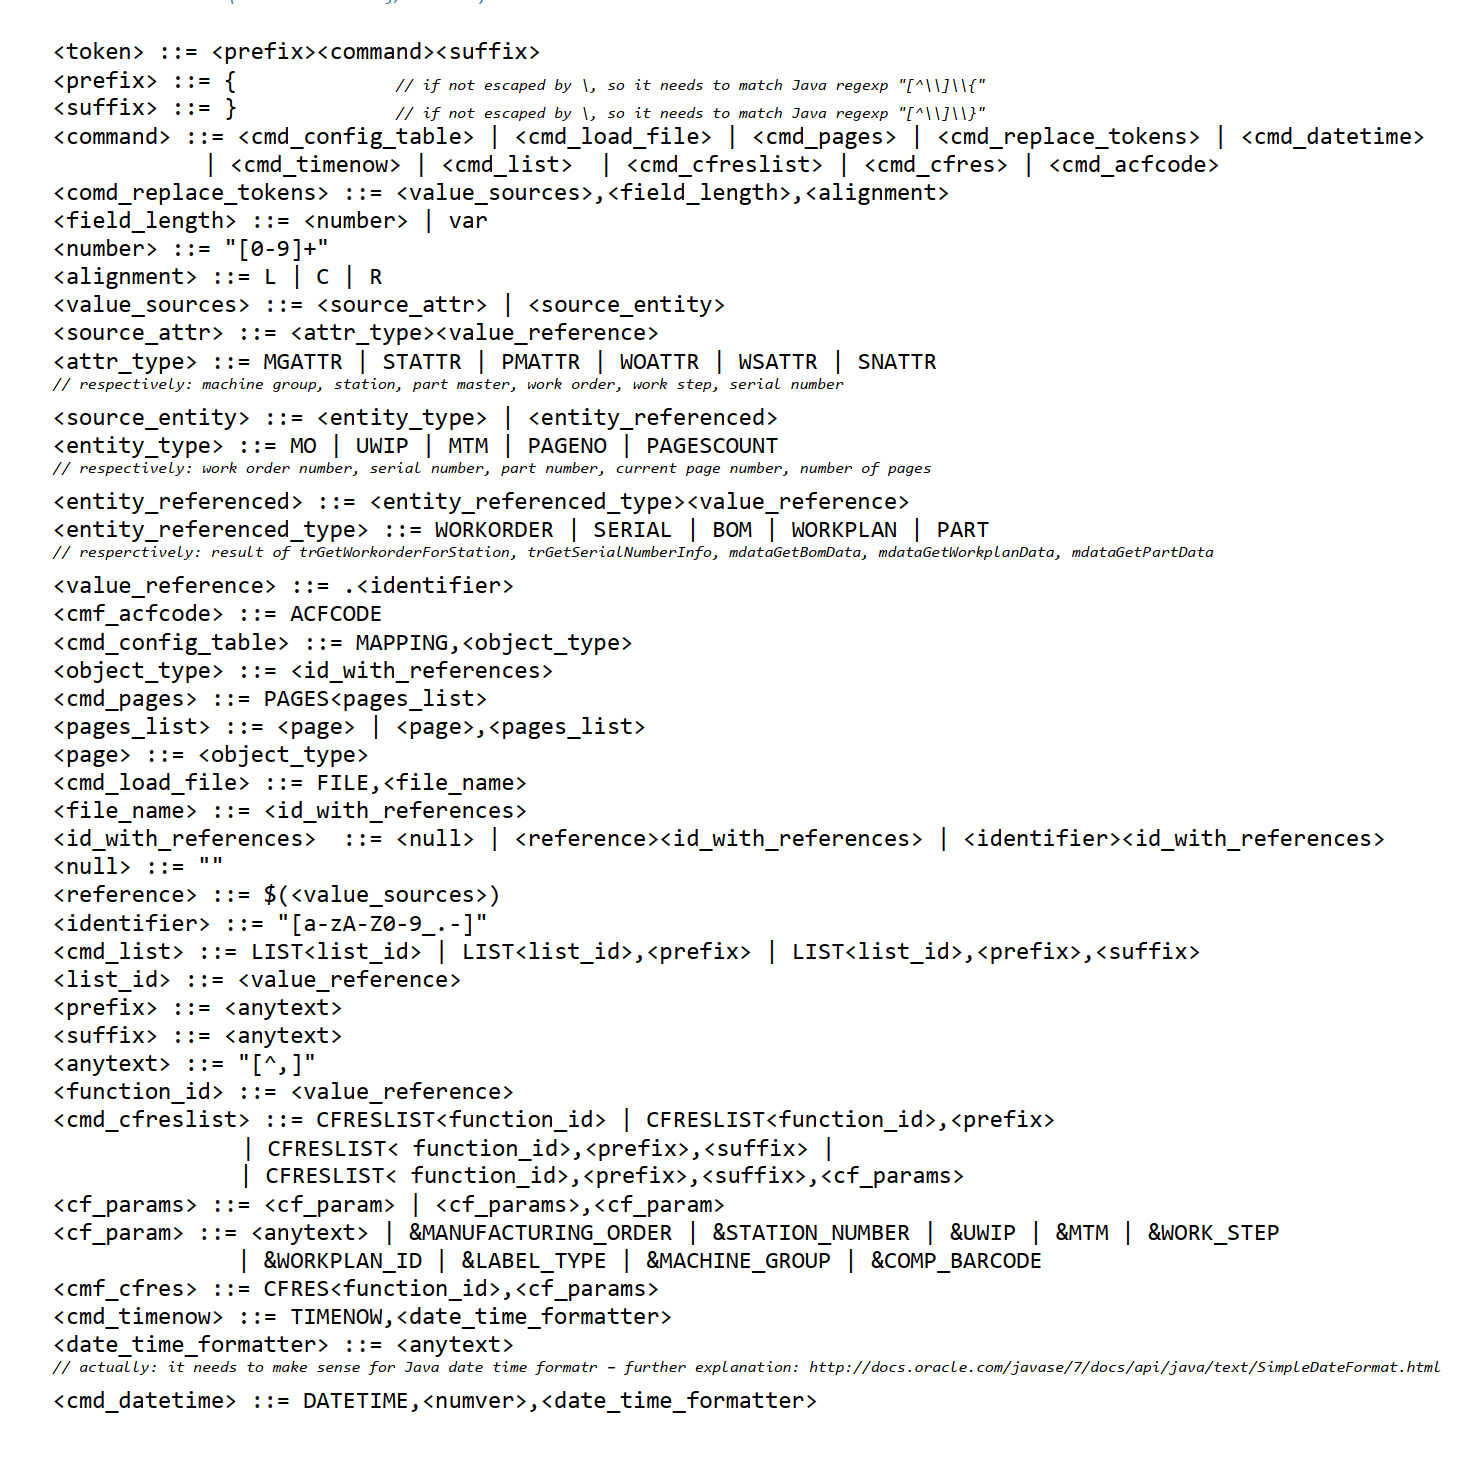 <token> ::= <prefix><command><suffix>
<prefix> ::= { // if not escaped by \, so it needs to match Java regexp "[^\\]\\{"
<suffix> ::= } // if not escaped by \, so it needs to match Java regexp "[^\\]\\}"
<command> ::= <cmd_config_table> | <cmd_load_file> | <cmd_pages> | <cmd_replace_tokens> | <cmd_datetime>
| <cmd_timenow> | <cmd_list> | <cmd_cfreslist> | <cmd_cfres> | <cmd_acfcode>
<comd_replace_tokens> ::= <value_sources>,<field_length>,<alignment>
<field_length> ::= <number> | var
<number> ::= "[0-9]+"
<alignment> ::= L | C | R
<value_sources> ::= <source_attr> | <source_entity>
<source_attr> ::= <attr_type><value_reference>
<attr_type> ::= MGATTR | STATTR | PMATTR | WOATTR | WSATTR | SNATTR
// respectively: machine group, station, part master, work order, work step, serial number
<source_entity> ::= <entity_type> | <entity_referenced>
<entity_type> ::= MO | UWIP | MTM | PAGENO | PAGESCOUNT
// respectively: work order number, serial number, part number, current page number, number of pages
<entity_referenced> ::= <entity_referenced_type><value_reference>
<entity_referenced_type> ::= WORKORDER | SERIAL | BOM | WORKPLAN | PART
// resperctively: result of trGetWorkorderForStation, trGetSerialNumberInfo, mdataGetBomData, mdataGetWorkplanData, mdataGetPartData
<value_reference> ::= .<identifier>
<cmf_acfcode> ::= ACFCODE
<cmd_config_table> ::= MAPPING,<object_type>
<object_type> ::= <id_with_references>
<cmd_pages> ::= PAGES<pages_list>
<pages_list> ::= <page> | <page>,<pages_list>
<page> ::= <object_type>
<cmd_load_file> ::= FILE,<file_name>
<file_name> ::= <id_with_references>
<id_with_references> ::= <null> | <reference><id_with_references> | <identifier><id_with_references>
<null> ::= ""
<reference> ::= $(<value_sources>)
<identifier> ::= "[a-zA-Z0-9_.-]"
<cmd_list> ::= LIST<list_id> | LIST<list_id>,<prefix> | LIST<list_id>,<prefix>,<suffix>
<list_id> ::= <value_reference>
<prefix> ::= <anytext>
<suffix> ::= <anytext>
<anytext> ::= "[^,]"
<function_id> ::= <value_reference>
<cmd_cfreslist> ::= CFRESLIST<function_id> | CFRESLIST<function_id>,<prefix>
| CFRESLIST< function_id>,<prefix>,<suffix> |
| CFRESLIST< function_id>,<prefix>,<suffix>,<cf_params>
<cf_params> ::= <cf_param> | <cf_params>,<cf_param>
<cf_param> ::= <anytext> | &MANUFACTURING_ORDER | &STATION_NUMBER | &UWIP | &MTM | &WORK_STEP
| &WORKPLAN_ID | &LABEL_TYPE | &MACHINE_GROUP | &COMP_BARCODE
<cmf_cfres> ::= CFRES<function_id>,<cf_params>
<cmd_timenow> ::= TIMENOW,<date_time_formatter>
<date_time_formatter> ::= <anytext>
// actually: it needs to make sense for Java date time formatr – further explanation: http://docs.oracle.com/javase/7/docs/api/java/text/SimpleDateFormat.html
<cmd_datetime> ::= DATETIME,<numver>,<date_time_formatter>